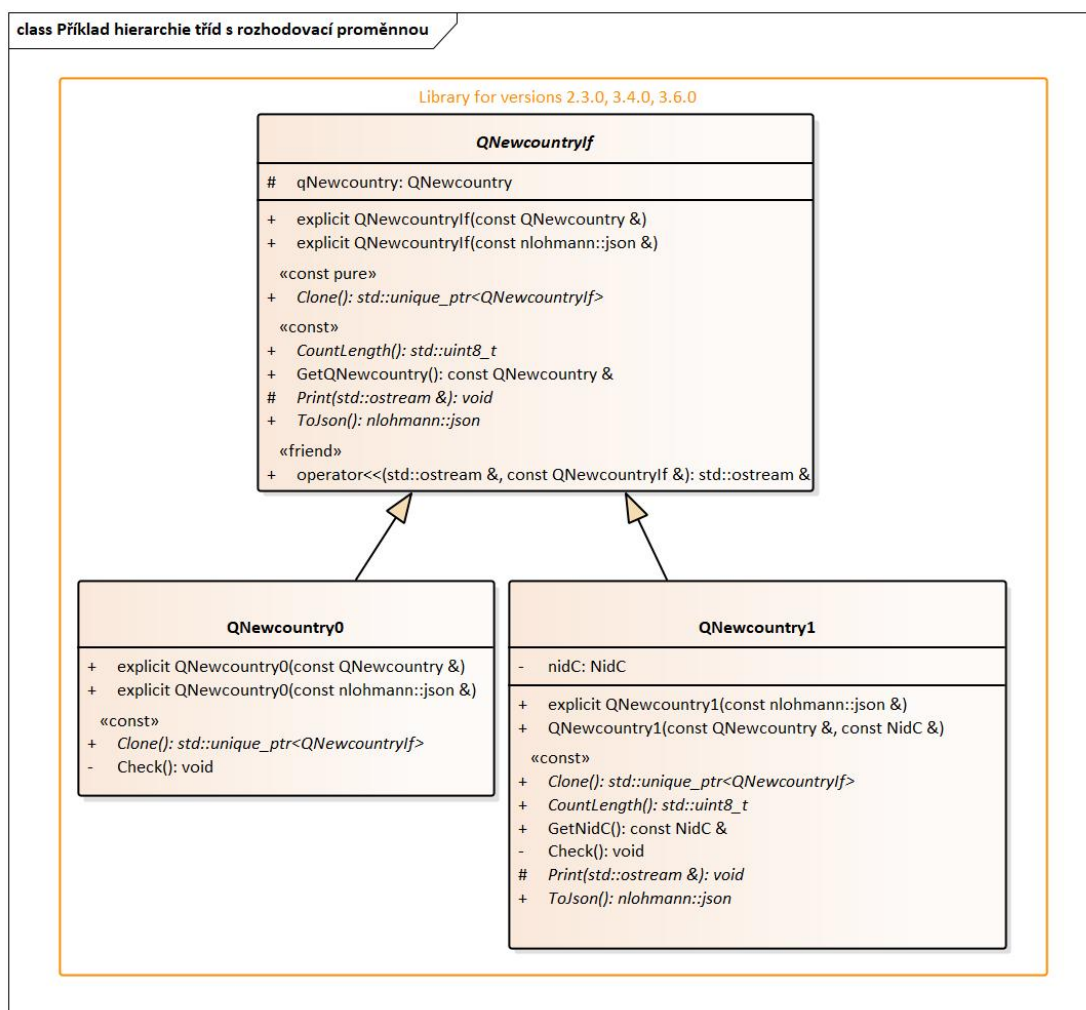 class Příklad hierarchie tříd s rozhodovací proměnnou
Library for versions 2.3.0, 3.4.0, 3.6.0
QNewcountryIf
# qNewcountry: QNewcountry
+ explicit QNewcountryIf(const QNewcountry &)
+ explicit QNewcountryIf(const nlohmann::json &)
«const pure»
+ Clone(): std::unique_ptr<QNewcountryIf>
«const»
+ CountLength(): std::uint8_t
+ GetQNewcountry(): const QNewcountry &
# Print(std::ostream &): void
+ ToJson(): nlohmann::json
«friend»
+ operator<<(std::ostream &, const QNewcountryIf &): std::ostream &
QNewcountry0
+ explicit QNewcountry0(const QNewcountry &)
+ explicit QNewcountry0(const nlohmann::json &)
«const»
+ Clone(): std::unique_ptr<QNewcountryIf>
- Check(): void
QNewcountry1
- nidC: NidC
+ explicit QNewcountry1(const nlohmann::json &)
+ QNewcountry1(const QNewcountry &, const NidC &)
«const»
+ Clone(): std::unique_ptr<QNewcountryIf>
+ CountLength(): std::uint8_t
+ GetNidC(): const NidC &
- Check(): void
# Print(std::ostream &): void
+ ToJson(): nlohmann::json